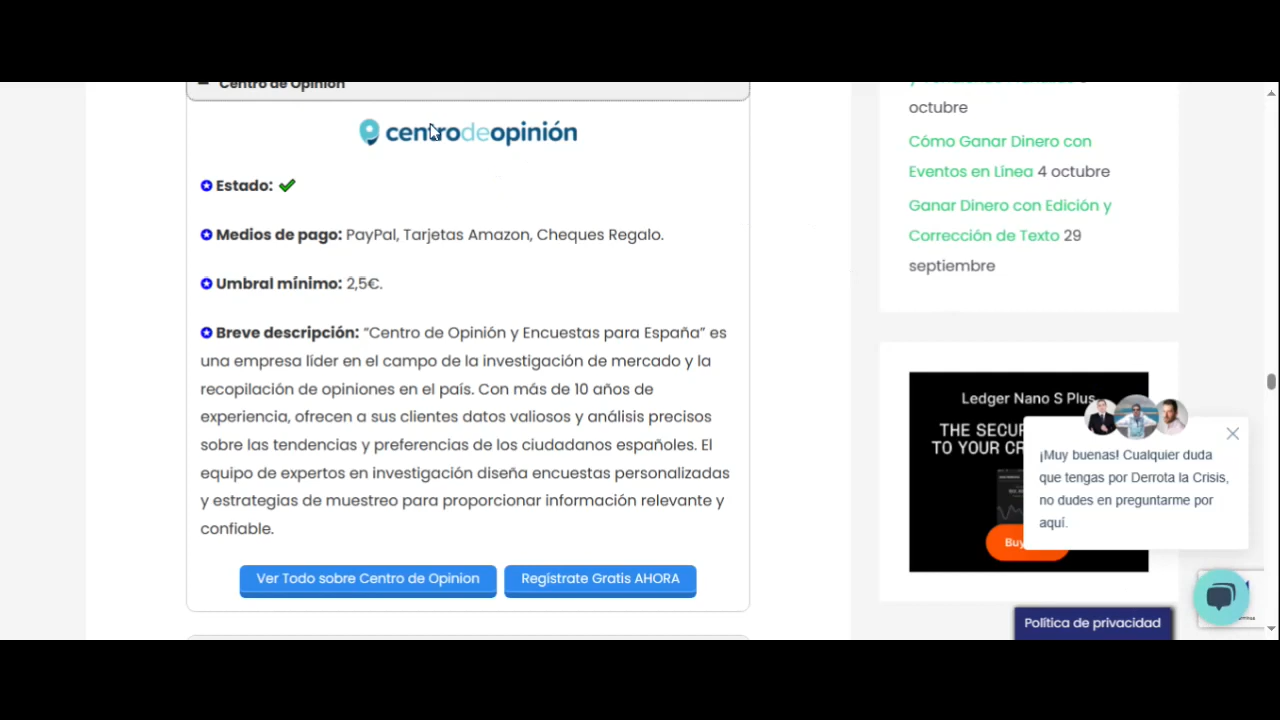 Centro de Opinion
centrodeopinión
Estado:
Medios de pago: PayPal, Tarjetas Amazon, Cheques Regalo.
Umbral mínimo: 2,5€.
Breve descripción: “Centro de Opinión y Encuestas para España” es
una empresa líder en el campo de la investigación de mercado y la
recopilación de opiniones en el país. Con más de 10 años de
experiencia, ofrecen a sus clientes datos valiosos y análisis precisos
sobre las tendencias y preferencias de los ciudadanos españoles. El
equipo de expertos en investigación diseña encuestas personalizadas
y estrategias de muestreo para proporcionar información relevante y
confiable.
Ver Todo sobre Centro de Opinion
Regístrate Gratis AHORA
octubre
Cómo Ganar Dinero con
Eventos en Línea 4 octubre
Ganar Dinero con Edición y
Corrección de Texto 29
septiembre
Ledger Nano S Plus
THE SECU
TO YOUR C
Buy
¡Muy buenas! Cualquier duda
que tengas por Derrota la Crisis,
no dudes en preguntarme por
aquí.
Política de privacidad